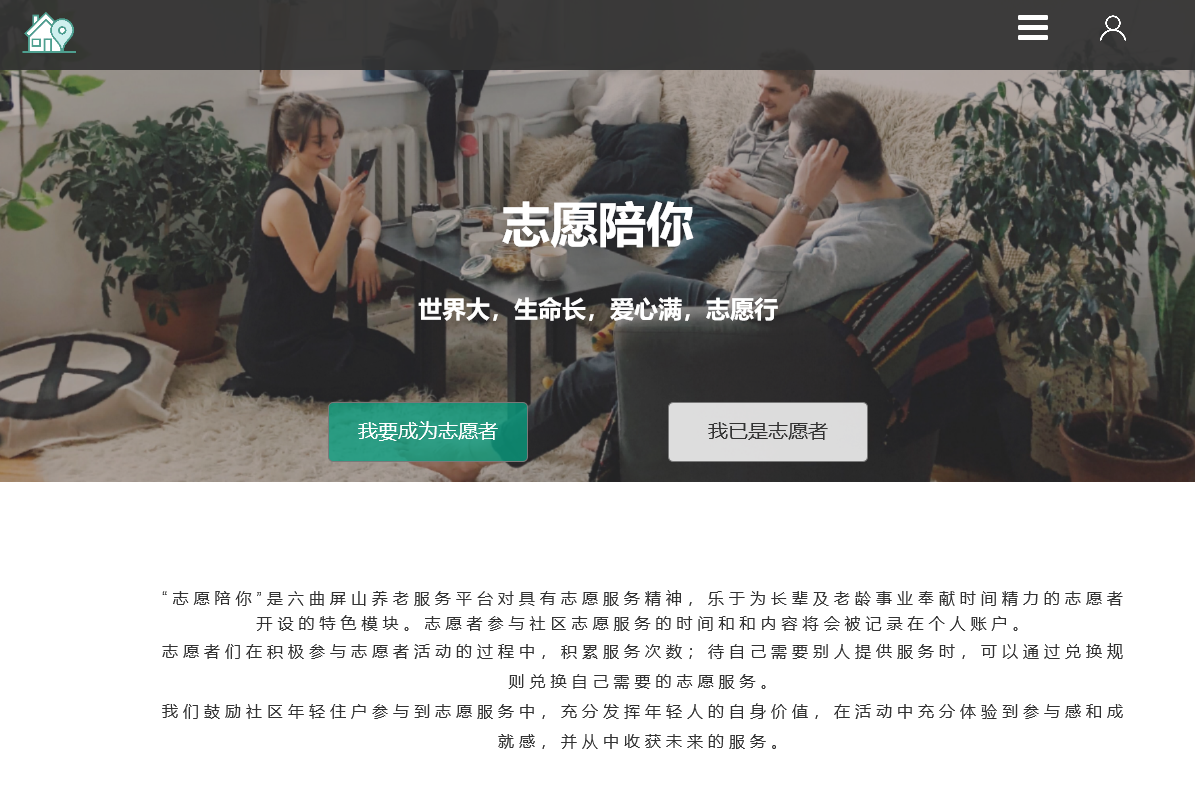 志愿陪你
世界大，生命长，爱心满，志愿行
我要成为志愿者
我已是志愿者
“志愿陪你”是六曲屏山养老服务平台对具有志愿服务精神，乐于为长辈及老龄事业奉献时间精力的志愿者
开设的特色模块。志愿者参与社区志愿服务的时间和和内容将会被记录在个人账户。
志愿者们在积极参与志愿者活动的过程中，积累服务次数；待自己需要别人提供服务时，可以通过兑换规
则兑换自己需要的志愿服务。
我们鼓励社区年轻住户参与到志愿服务中，充分发挥年轻人的自身价值，在活动中充分体验到参与感和成
就感，并从中收获未来的服务。